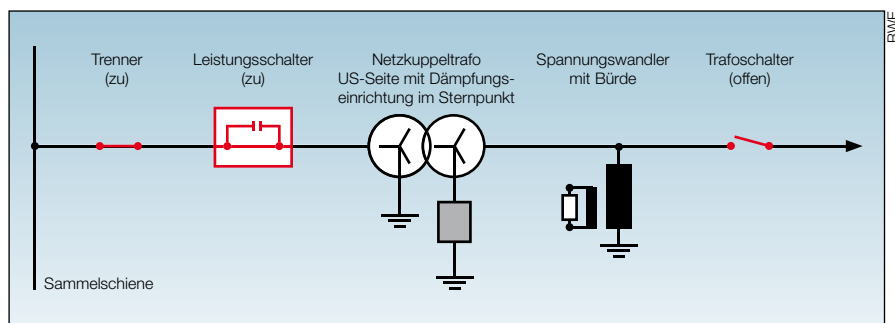 Trenner
(zu)
Leistungsschalter
(zu)
Netzkuppeltrafo
US-Seite mit Dämpfungs-
einrichtung im Sternpunkt
Spannungswandler
mit Bürde
Trafoschalter
(offen)
Sammelschiene
RWE